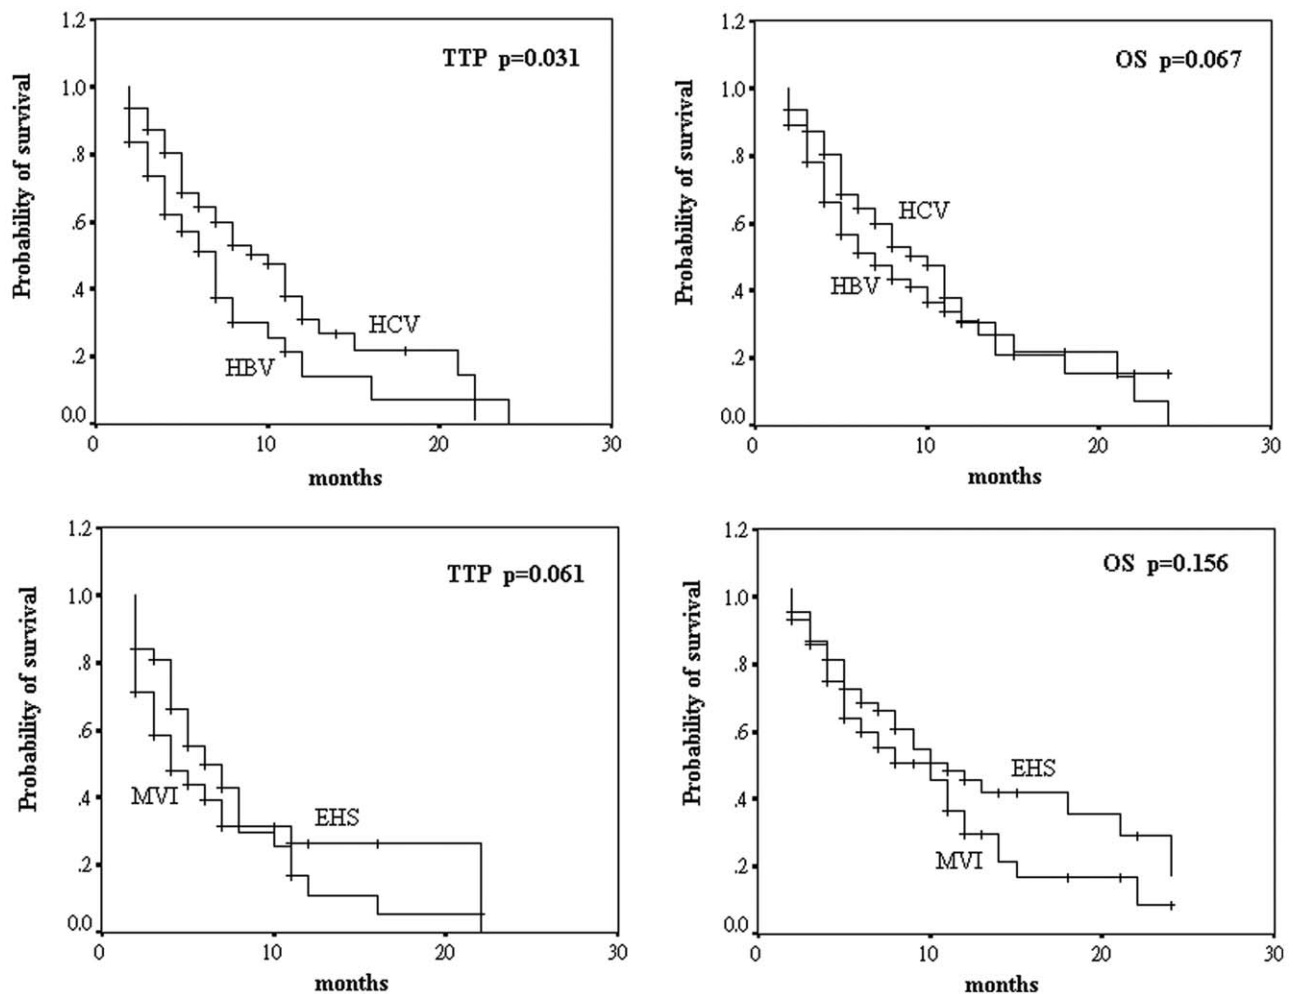 1.2
TTP p=0.031
1.0
.8
.6
.4
.2
0.0
Probability of survival
HCV
HBV
0 10 20 30
months
1.2
OS p=0.067
1.0
.8
.6
.4
.2
0.0
Probability of survival
HCV
HBV
0 10 20 30
months
1.2
TTP p=0.061
1.0
.8
.6
.4
.2
0.0
Probability of survival
MVI
EHS
0 10 20 30
months
1.2
OS p=0.156
1.0
.8
.6
.4
.2
0.0
Probability of survival
EHS
MVI
0 10 20 30
months